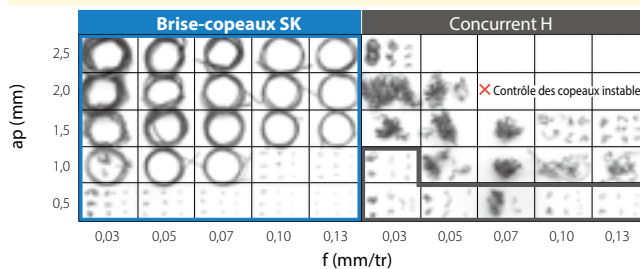 Brise-copeaux SK Concurrent H
2,5
2,0 Contrôle des copeaux instable
1,5
1,0
0,5
ap (mm)
0,03 0,05 0,07 0,10 0,13 0,03 0,05 0,07 0,10 0,13
f (mm/tr)